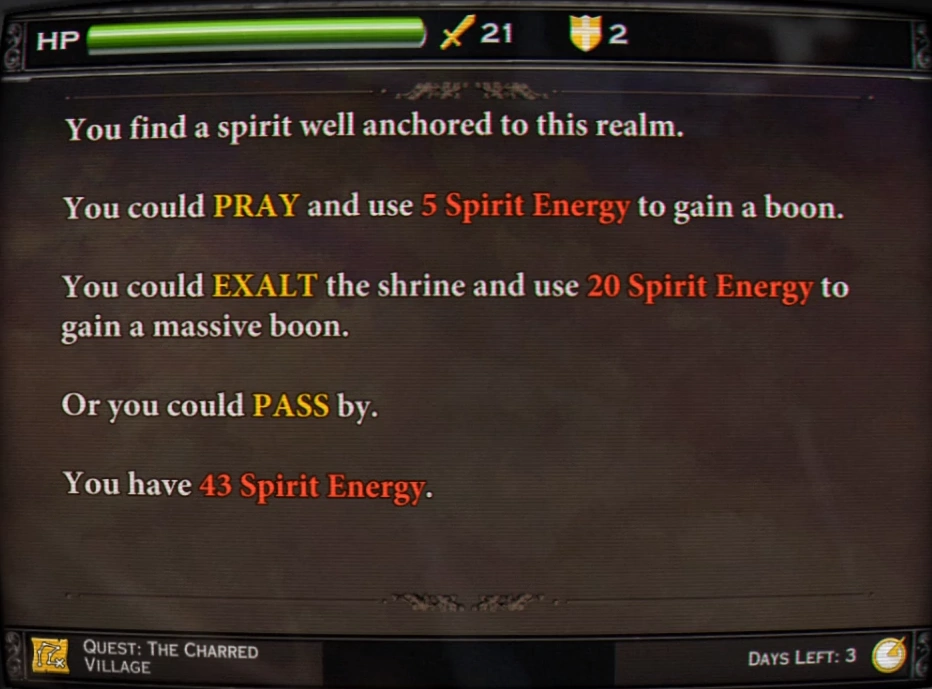 HP 21 2
You find a spirit well anchored to this realm.
You could PRAY and use 5 Spirit Energy to gain a boon.
You could EXALT the shrine and use 20 Spirit Energy to
gain a massive boon.
Or you could PASS by.
You have 43 Spirit Energy.
QUEST: THE CHARRED
VILLAGE
DAYS LEFT: 3